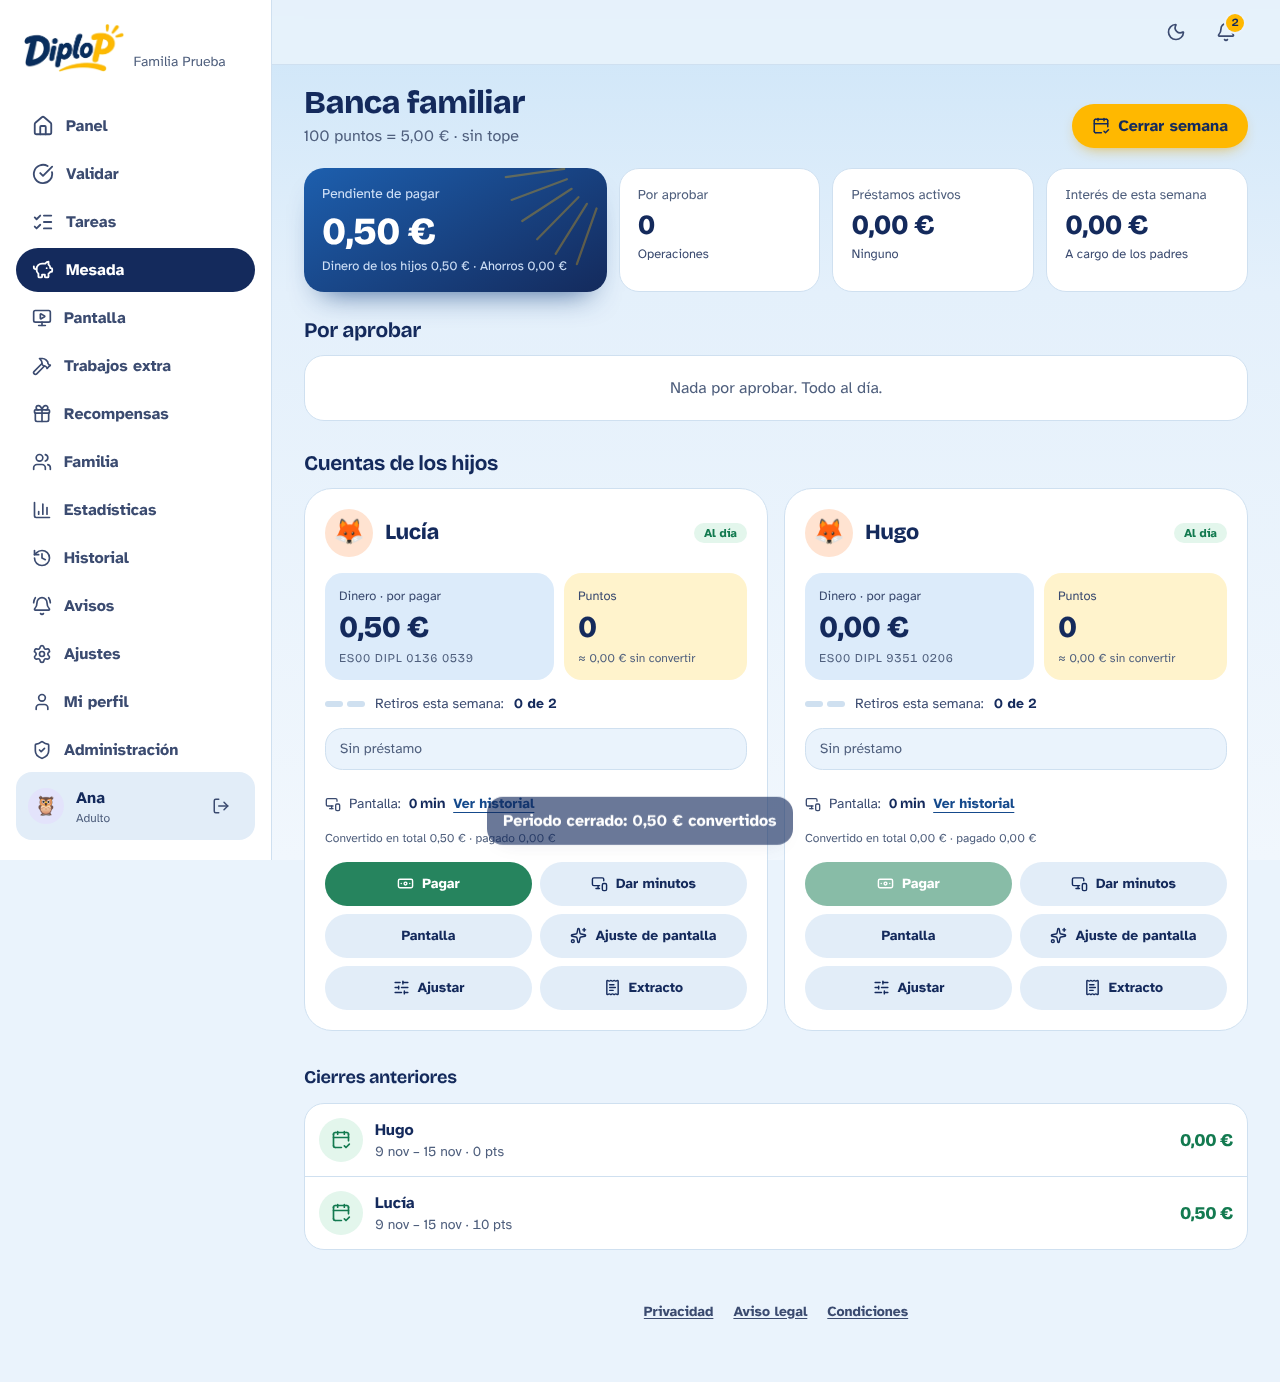 DiploP
Familia Prueba
2
Panel
Validar
Tareas
Mesada
Pantalla
Trabajos extra
Recompensas
Familia
Estadísticas
Historial
Avisos
Ajustes
Mi perfil
Administración
Ana
Adulto
Banca familiar
100 puntos = 5,00 € · sin tope
Cerrar semana
Pendiente de pagar
0,50 €
Dinero de los hijos 0,50 € · Ahorros 0,00 €
Por aprobar
0
Operaciones
Préstamos activos
0,00 €
Ninguno
Interés de esta semana
0,00 €
A cargo de los padres
Por aprobar
Nada por aprobar. Todo al día.
Cuentas de los hijos
Lucía
Al día
Dinero · por pagar
0,50 €
ES00 DIPL 0136 0539
Puntos
0
≈ 0,00 € sin convertir
Retiros esta semana: 0 de 2
Sin préstamo
Pantalla: 0 min Ver historial
Convertido en total 0,50 € · pagado 0,00 €
Pagar
Dar minutos
Pantalla
Ajuste de pantalla
Ajustar
Extracto
Hugo
Al día
Dinero · por pagar
0,00 €
ES00 DIPL 9351 0206
Puntos
0
≈ 0,00 € sin convertir
Retiros esta semana: 0 de 2
Sin préstamo
Pantalla: 0 min Ver historial
Convertido en total 0,00 € · pagado 0,00 €
Pagar
Dar minutos
Pantalla
Ajuste de pantalla
Ajustar
Extracto
Periodo cerrado: 0,50 € convertidos
Cierres anteriores
Hugo
9 nov – 15 nov · 0 pts
0,00 €
Lucía
9 nov – 15 nov · 10 pts
0,50 €
Privacidad Aviso legal Condiciones